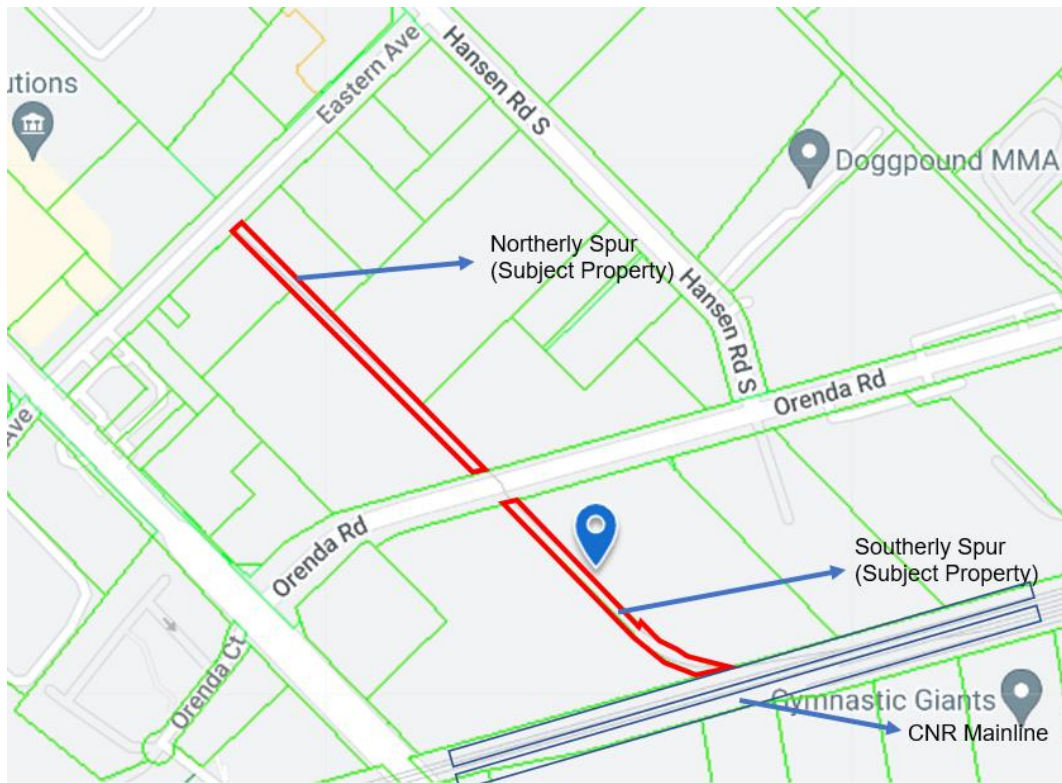 Eastern Ave
Hansen Rd S
utions
Doggpound MMA
Northerly Spur
(Subject Property)
Hansen Rd S
Orenda Rd
Ave
Orenda Rd
Southerly Spur
(Subject Property)
Orenda Ct
Gymnastic Giants
CNR Mainline